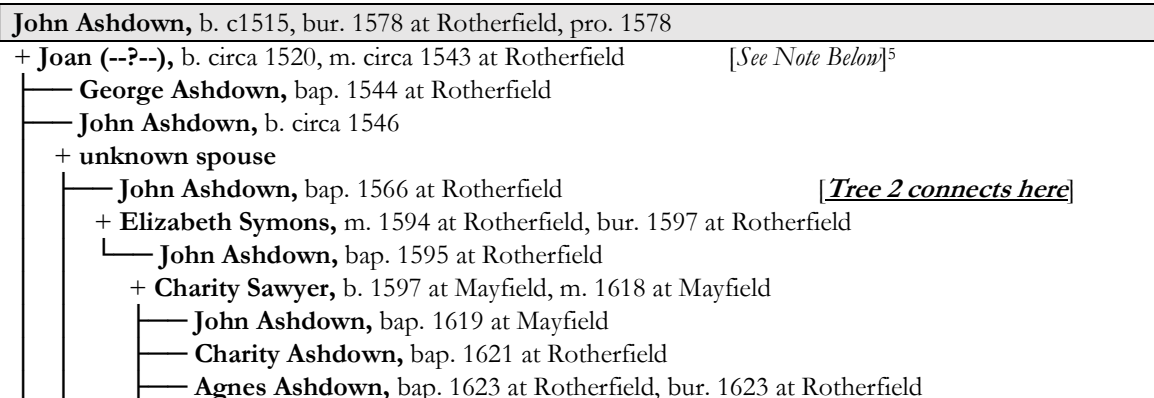 John Ashdown, b. c1515, bur. 1578 at Rotherfield, pro. 1578
+ Joan (--?--), b. circa 1520, m. circa 1543 at Rotherfield [See Note Below]⁵
George Ashdown, bap. 1544 at Rotherfield
John Ashdown, b. circa 1546
+ unknown spouse
John Ashdown, bap. 1566 at Rotherfield [Tree 2 connects here]
+ Elizabeth Symons, m. 1594 at Rotherfield, bur. 1597 at Rotherfield
John Ashdown, bap. 1595 at Rotherfield
+ Charity Sawyer, b. 1597 at Mayfield, m. 1618 at Mayfield
John Ashdown, bap. 1619 at Mayfield
Charity Ashdown, bap. 1621 at Rotherfield
Agnes Ashdown, bap. 1623 at Rotherfield, bur. 1623 at Rotherfield